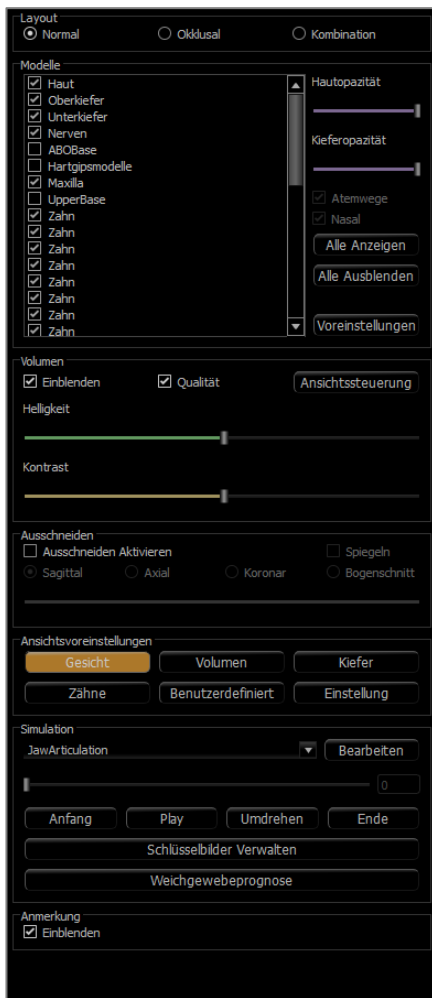 Layout
Normal Okklusal Kombination
Modelle
Haut
Oberkiefer
Unterkiefer
Nerven
ABOBase
Hartgipsmodelle
Maxilla
UpperBase
Zahn
Zahn
Zahn
Zahn
Zahn
Zahn
Zahn
Zahn
Hautopazität
Kieferopazität
Atemwege
Nasal
Alle Anzeigen
Alle Ausblenden
Voreinstellungen
Volumen
Einblenden Qualität Ansichtssteuerung
Helligkeit
Kontrast
Ausschneiden
Ausschneiden Aktivieren Spiegeln
Sagittal Axial Koronar Bogenschnitt
Ansichtsvoreinstellungen
Gesicht Volumen Kiefer
Zähne Benutzerdefiniert Einstellung
Simulation
JawArticulation Bearbeiten
0
Anfang Play Umdrehen Ende
Schlüsselbilder Verwalten
Weichgewebeprognose
Anmerkung
Einblenden